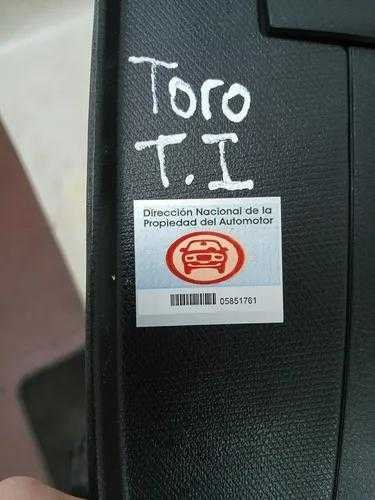 Toro
T.I
Dirección Nacional de la
Propiedad del Automotor
05851761